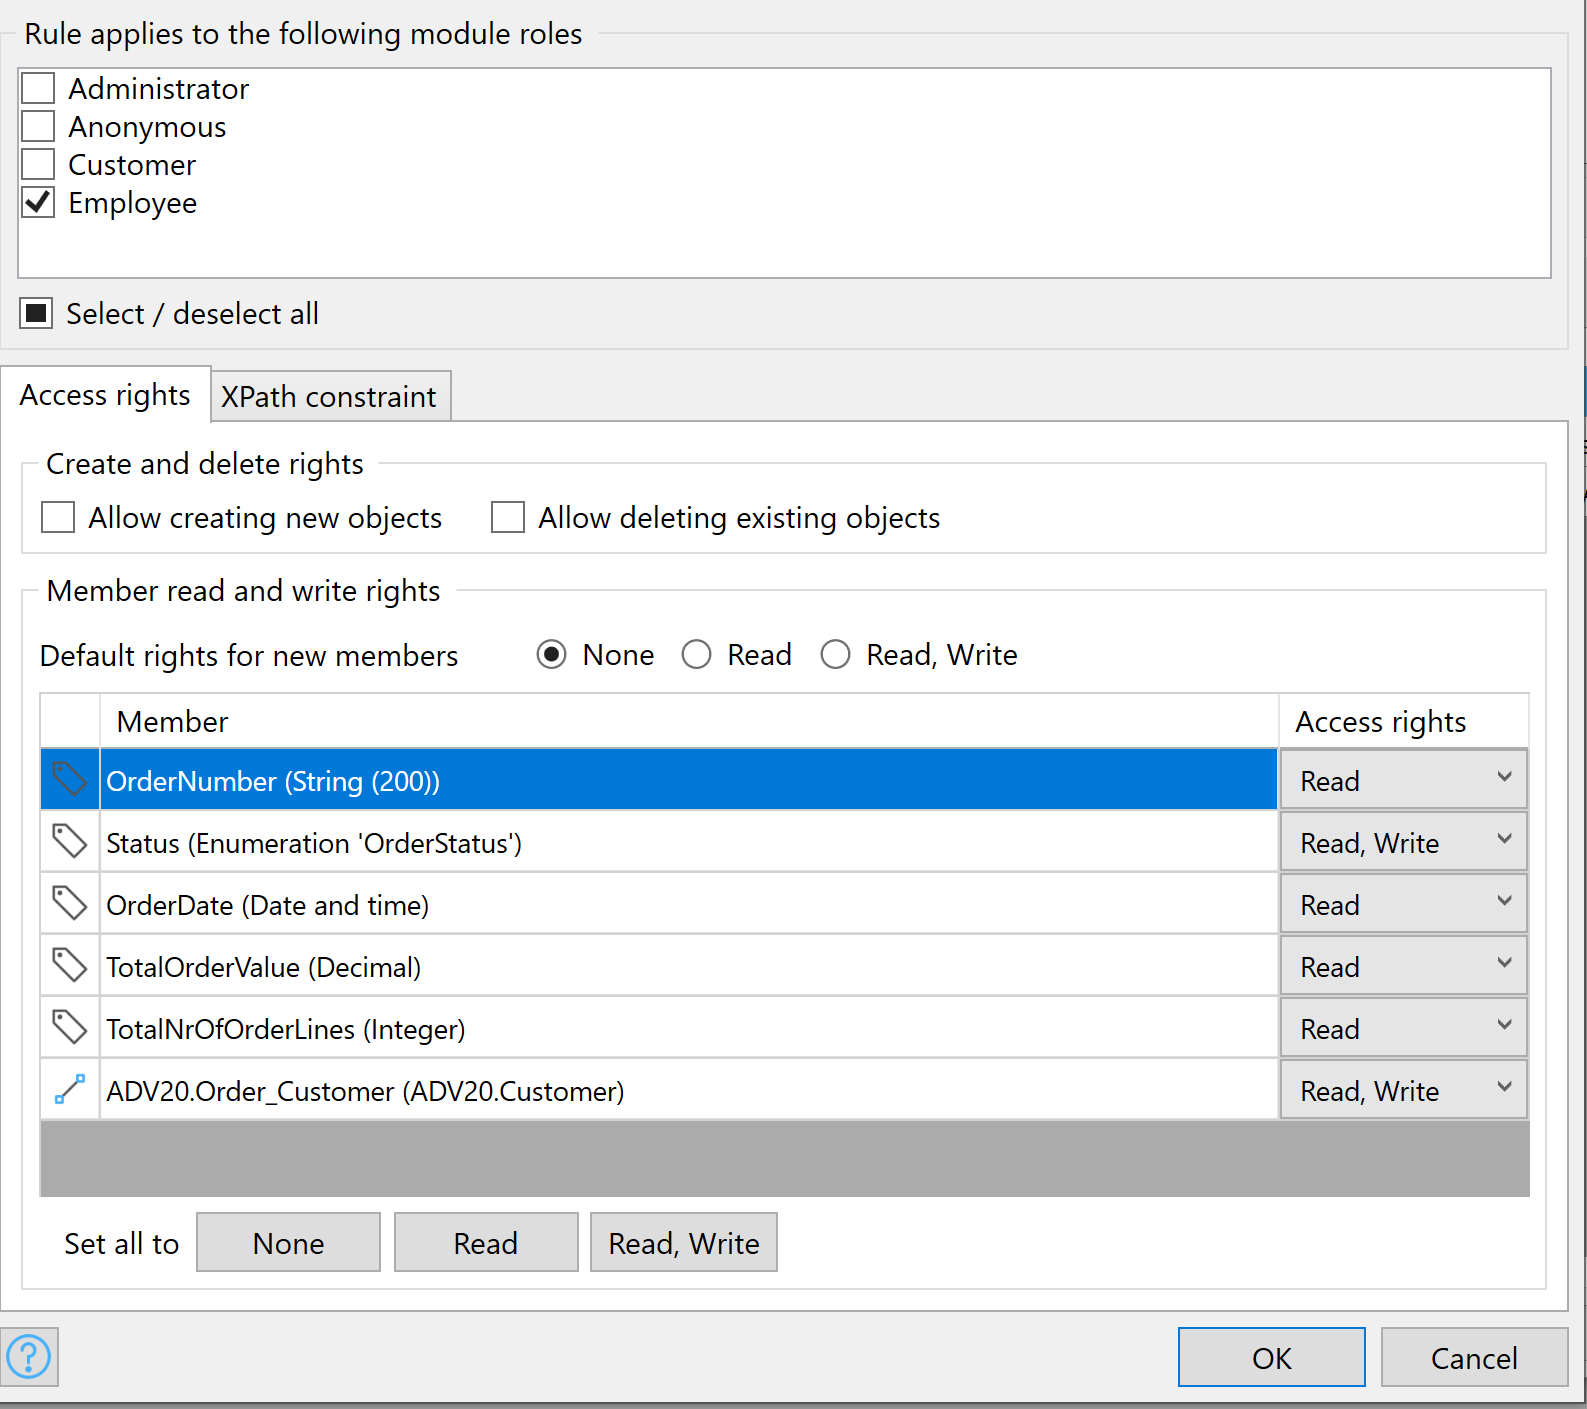 Rule applies to the following module roles
Administrator
Anonymous
Customer
Employee
Select / deselect all
Access rights XPath constraint
Create and delete rights
Allow creating new objects Allow deleting existing objects
Member read and write rights
Default rights for new members None Read Read, Write
Member Access rights
OrderNumber (String (200)) Read
Status (Enumeration 'OrderStatus') Read, Write
OrderDate (Date and time) Read
TotalOrderValue (Decimal) Read
TotalNrOfOrderLines (Integer) Read
ADV20.Order_Customer (ADV20.Customer) Read, Write
Set all to None Read Read, Write
? OK Cancel